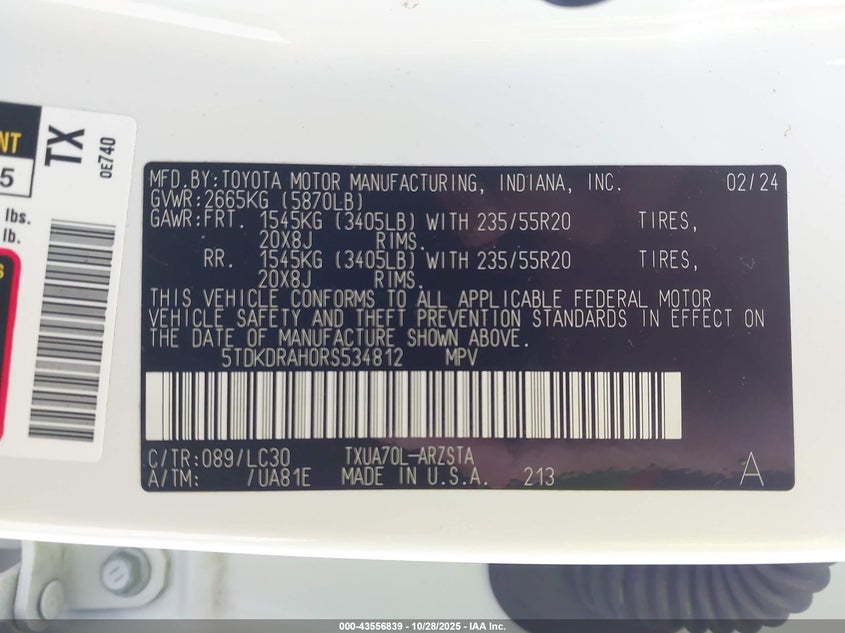 NT
5
lbs.
lb.
S
TX
0E740
MFD.BY:TOYOTA MOTOR MANUFACTURING, INDIANA, INC. 02/24
GVWR:2665KG (5870LB)
GAWR:FRT. 1545KG (3405LB) WITH 235/55R20 TIRES,
20X8J RIMS.
RR. 1545KG (3405LB) WITH 235/55R20 TIRES,
20X8J RIMS.
THIS VEHICLE CONFORMS TO ALL APPLICABLE FEDERAL MOTOR
VEHICLE SAFETY AND THEFT PREVENTION STANDARDS IN EFFECT ON
THE DATE OF MANUFACTURE SHOWN ABOVE.
5TDKDRAH0RS534812 MPV
C/TR:089/LC30 TXUA70L-ARZSTA
A/TM: /UA81E MADE IN U.S.A. 213 A
000-43556839 - 10/28/2025 - IAA Inc.